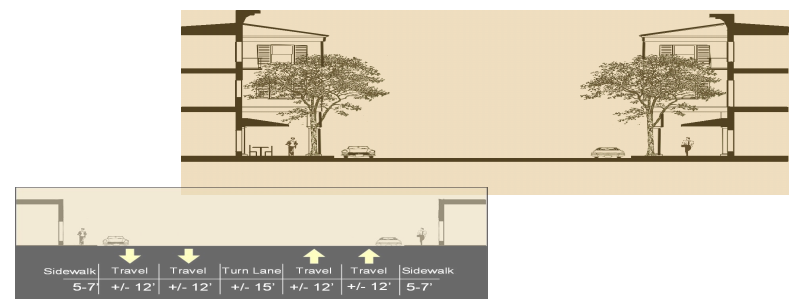 Sidewalk Travel Travel Turn Lane Travel Travel Sidewalk
5-7' +/- 12' +/- 12' +/- 15' +/- 12' +/- 12' 5-7'